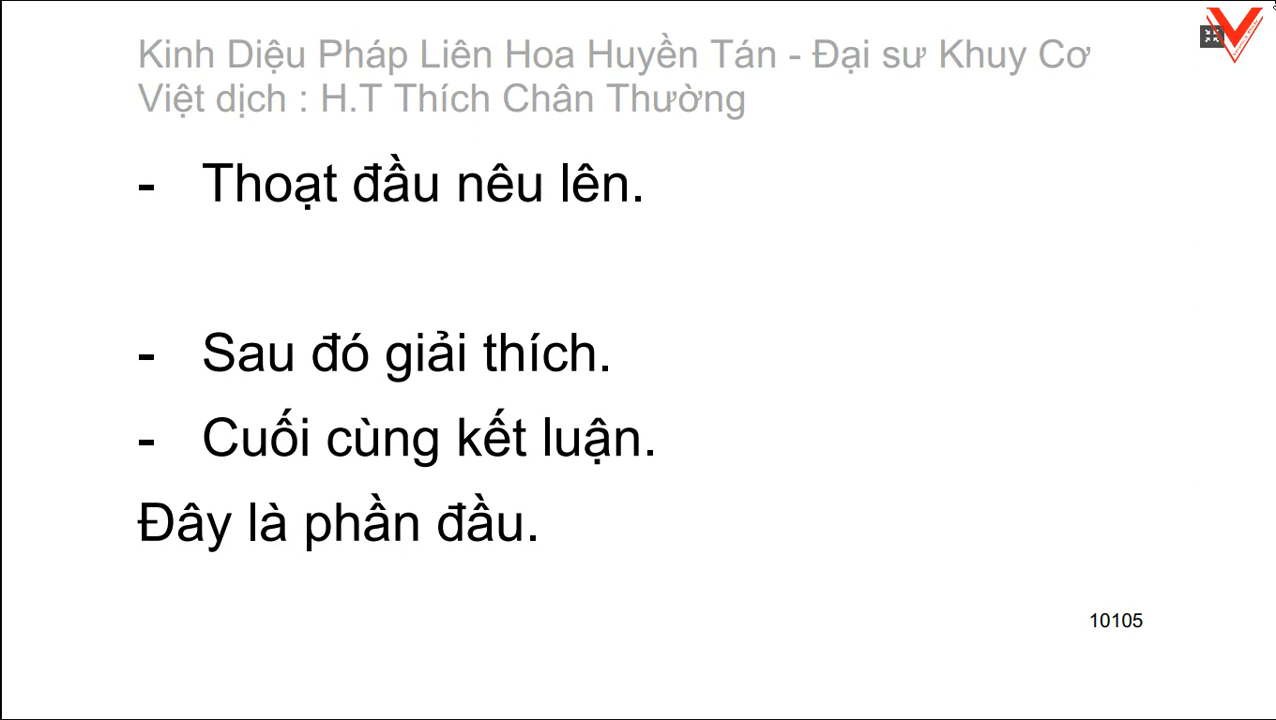 Kinh Diệu Pháp Liên Hoa Huyền Tán - Đại sư Khuy Cơ
Việt dịch : H.T Thích Chân Thường
- Thoạt đầu nêu lên.
- Sau đó giải thích.
- Cuối cùng kết luận.
Đây là phần đầu.
10105